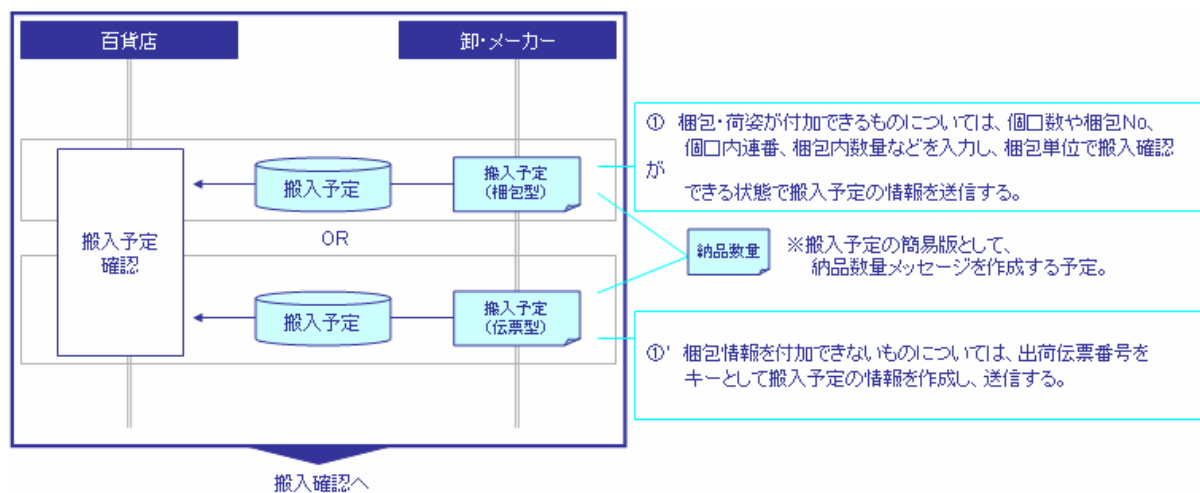 百貨店
卸・メーカー
① 梱包・荷姿が付加できるものについては、個口数や梱包No、
個口内連番、梱包内数量などを入力し、梱包単位で搬入確認
が
できる状態で搬入予定の情報を送信する。
搬入予定
確認
搬入予定
搬入予定
(梱包型)
OR
納品数量
※搬入予定の簡易版として、
納品数量メッセージを作成する予定。
搬入予定
搬入予定
(伝票型)
①' 梱包情報を付加できないものについては、出荷伝票番号を
キーとして搬入予定の情報を作成し、送信する。
搬入確認へ